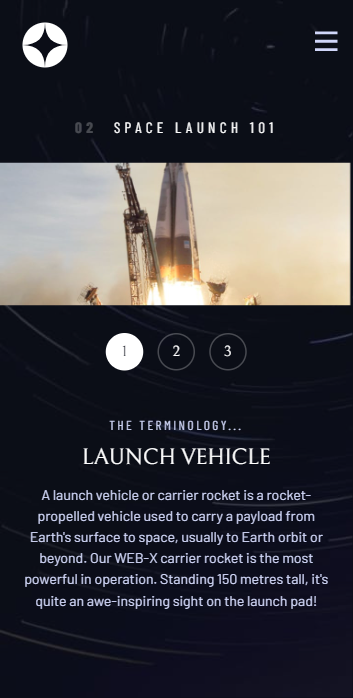 02 SPACE LAUNCH 101
1 2 3
THE TERMINOLOGY...
LAUNCH VEHICLE
A launch vehicle or carrier rocket is a rocket-
propelled vehicle used to carry a payload from
Earth's surface to space, usually to Earth orbit or
beyond. Our WEB-X carrier rocket is the most
powerful in operation. Standing 150 metres tall, it's
quite an awe-inspiring sight on the launch pad!